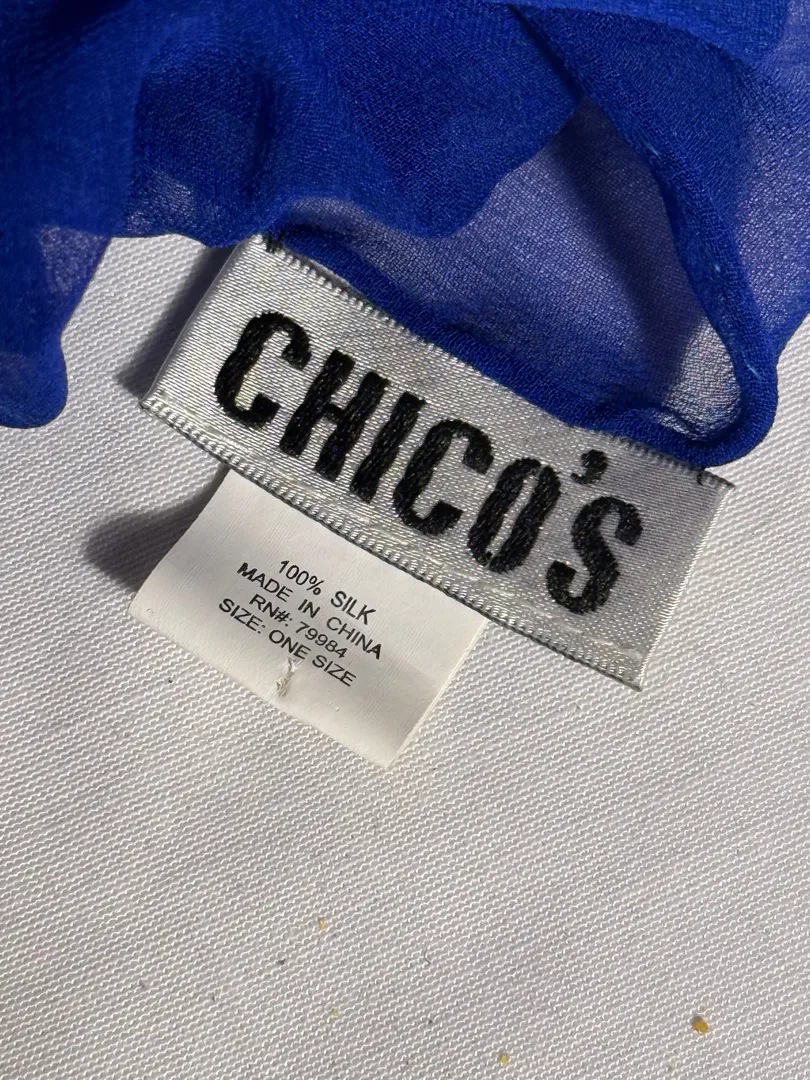 CHICO'S
100% SILK
MADE IN CHINA
RN#: 79984
SIZE: ONE SIZE